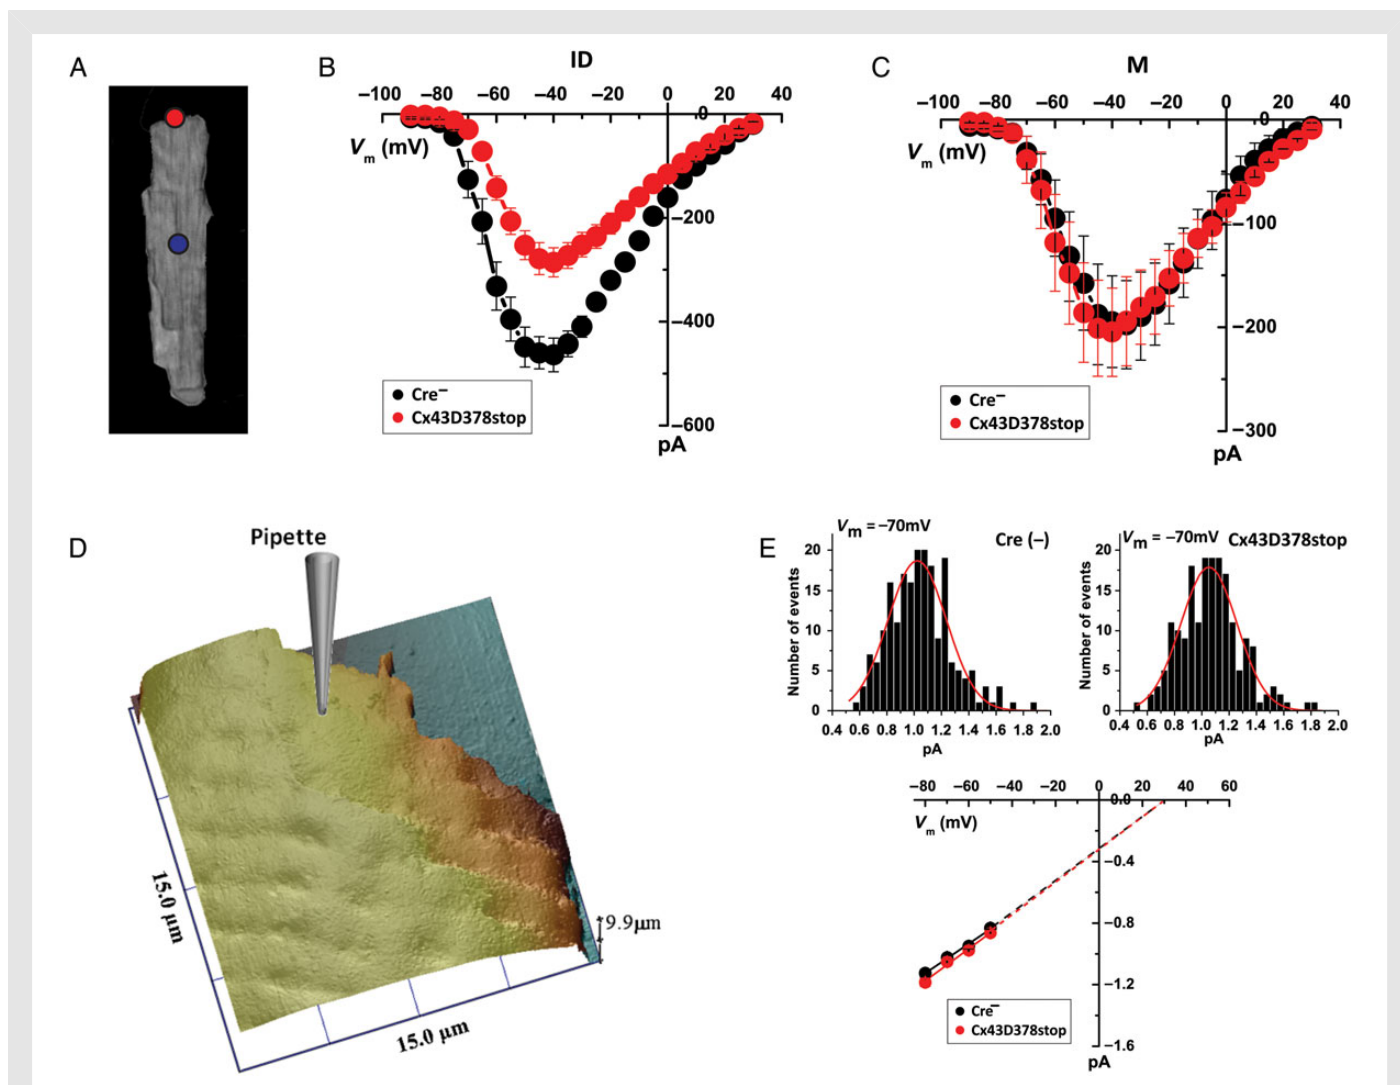 A
B
ID
−100 −80 −60 −40 −20 0 20 40
0
Vm (mV)
−200
−400
−600
pA
Cre−
Cx43D378stop
C
M
−100 −80 −60 −40 −20 0 20 40
0
Vm (mV)
−100
−200
−300
pA
Cre−
Cx43D378stop
D
Pipette
15.0 μm
15.0 μm
9.9μm
E
Vm = −70mV
Cre (−)
Number of events
20
15
10
5
0
0.4 0.6 0.8 1.0 1.2 1.4 1.6 1.8 2.0
pA
Vm = −70mV
Cx43D378stop
Number of events
20
15
10
5
0
0.4 0.6 0.8 1.0 1.2 1.4 1.6 1.8 2.0
pA
−80 −60 −40 −20 0 20 40 60
0.0
Vm (mV)
−0.4
−0.8
−1.2
−1.6
pA
Cre−
Cx43D378stop